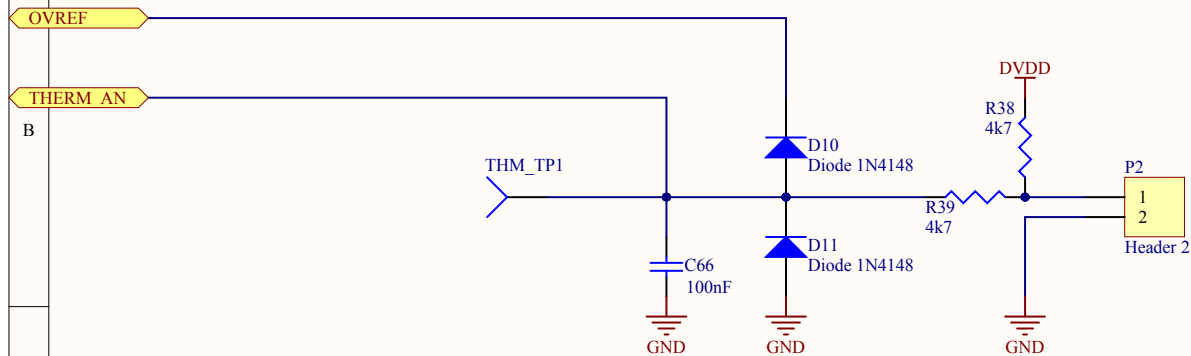 OVREF
DVDD
THERM_AN
R38
4k7
B
D10
Diode 1N4148
THM_TP1
P2
1
2
Header 2
R39
4k7
D11
Diode 1N4148
C66
100nF
GND
GND
GND